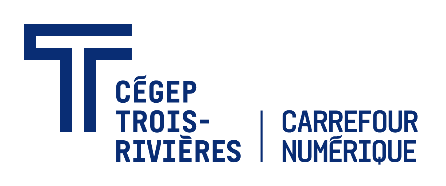 CÉGEP
TROIS-
RIVIÈRES
CARREFOUR
NUMÉRIQUE